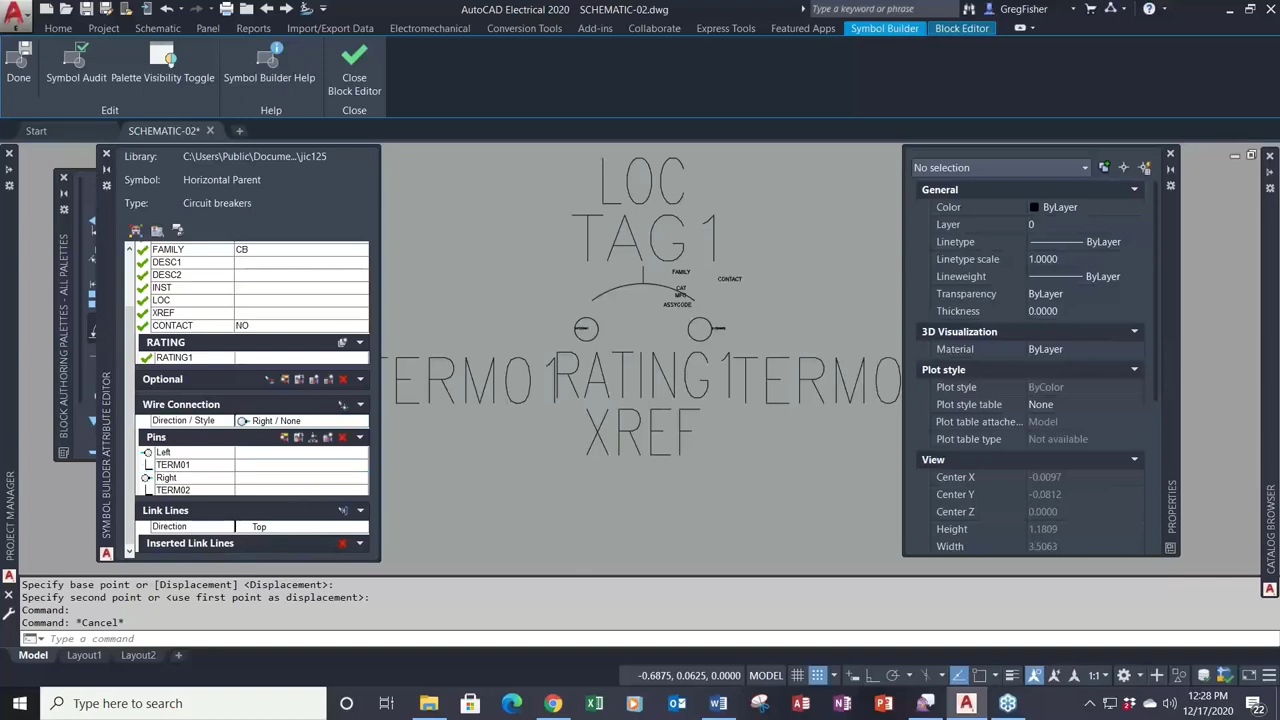 AutoCAD Electrical 2020 SCHEMATIC-02.dwg
Type a keyword or phrase
GregFisher
Home Project Schematic Panel Reports Import/Export Data Electromechanical Conversion Tools Add-ins Collaborate Express Tools Featured Apps Symbol Builder Block Editor
Done Symbol Audit Palette Visibility Toggle Symbol Builder Help Close
Block Editor
Edit Help Close
Start SCHEMATIC-02*
Library: C:\Users\Public\Docume...\jic125
Symbol: Horizontal Parent
Type: Circuit breakers
FAMILY CB
DESC1
DESC2
INST
LOC
XREF
CONTACT NO
RATING
RATING1
Optional
Wire Connection
Direction / Style Right / None
Pins
Left
TERM01
Right
TERM02
Link Lines
Direction Top
Inserted Link Lines
PROJECT MANAGER
BLOCK AUTHORING PALETTES - ALL PALETTES
SYMBOL BUILDER ATTRIBUTE EDITOR
LOC
TAG1
FAMILY
CONTACT
CAT
MFG
ASSYCODE
TERM01
RATING1
TERM0
XREF
No selection
General
Color ByLayer
Layer 0
Linetype ByLayer
Linetype scale 1.0000
Lineweight ByLayer
Transparency ByLayer
Thickness 0.0000
3D Visualization
Material ByLayer
Plot style
Plot style ByColor
Plot style table None
Plot table attache... Model
Plot table type Not available
View
Center X -0.0097
Center Y -0.0812
Center Z 0.0000
Height 1.1809
Width 3.5063
PROPERTIES
CATALOG BROWSER
Specify base point or [Displacement] <Displacement>:
Specify second point or <use first point as displacement>:
Command:
Command: *Cancel*
Type a command
Model Layout1 Layout2
-0.6875, 0.0625, 0.0000 MODEL 1:1
Type here to search
12:28 PM
12/17/2020
22